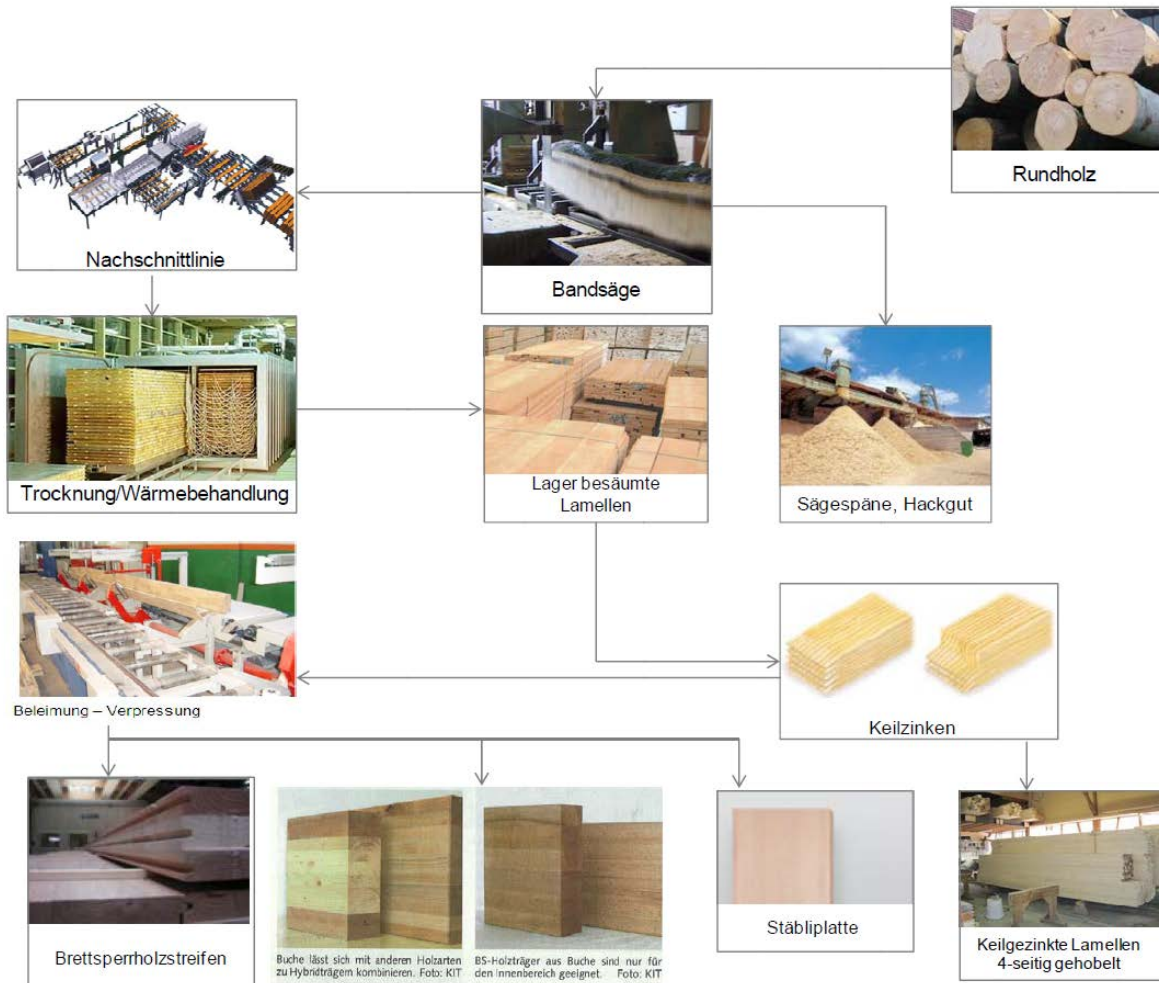 Rundholz
Nachschnittlinie
Bandsäge
Trocknung/Wärmebehandlung
Lager besäumte
Lamellen
Sägespäne, Hackgut
Beleimung – Verpressung
Keilzinken
Brettsperrholzstreifen
Buche lässt sich mit anderen Holzarten
zu Hybridträgern kombinieren. Foto: KIT
BS-Holzträger aus Buche sind nur für
den Innenbereich geeignet. Foto: KIT
Stäbliplatte
Keilgezinkte Lamellen
4-seitig gehobelt